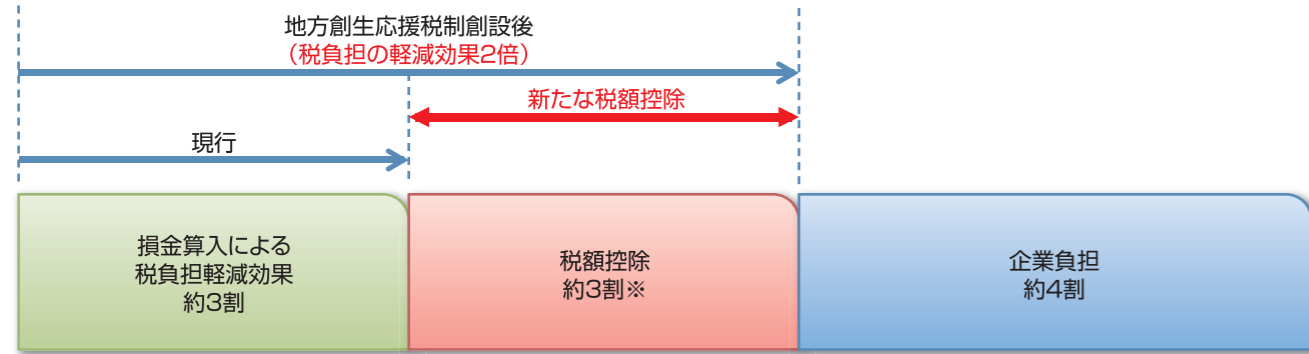 地方創生応援税制創設後
（税負担の軽減効果2倍）
新たな税額控除
現行
損金算入による
税負担軽減効果
約3割
税額控除
約3割※
企業負担
約4割